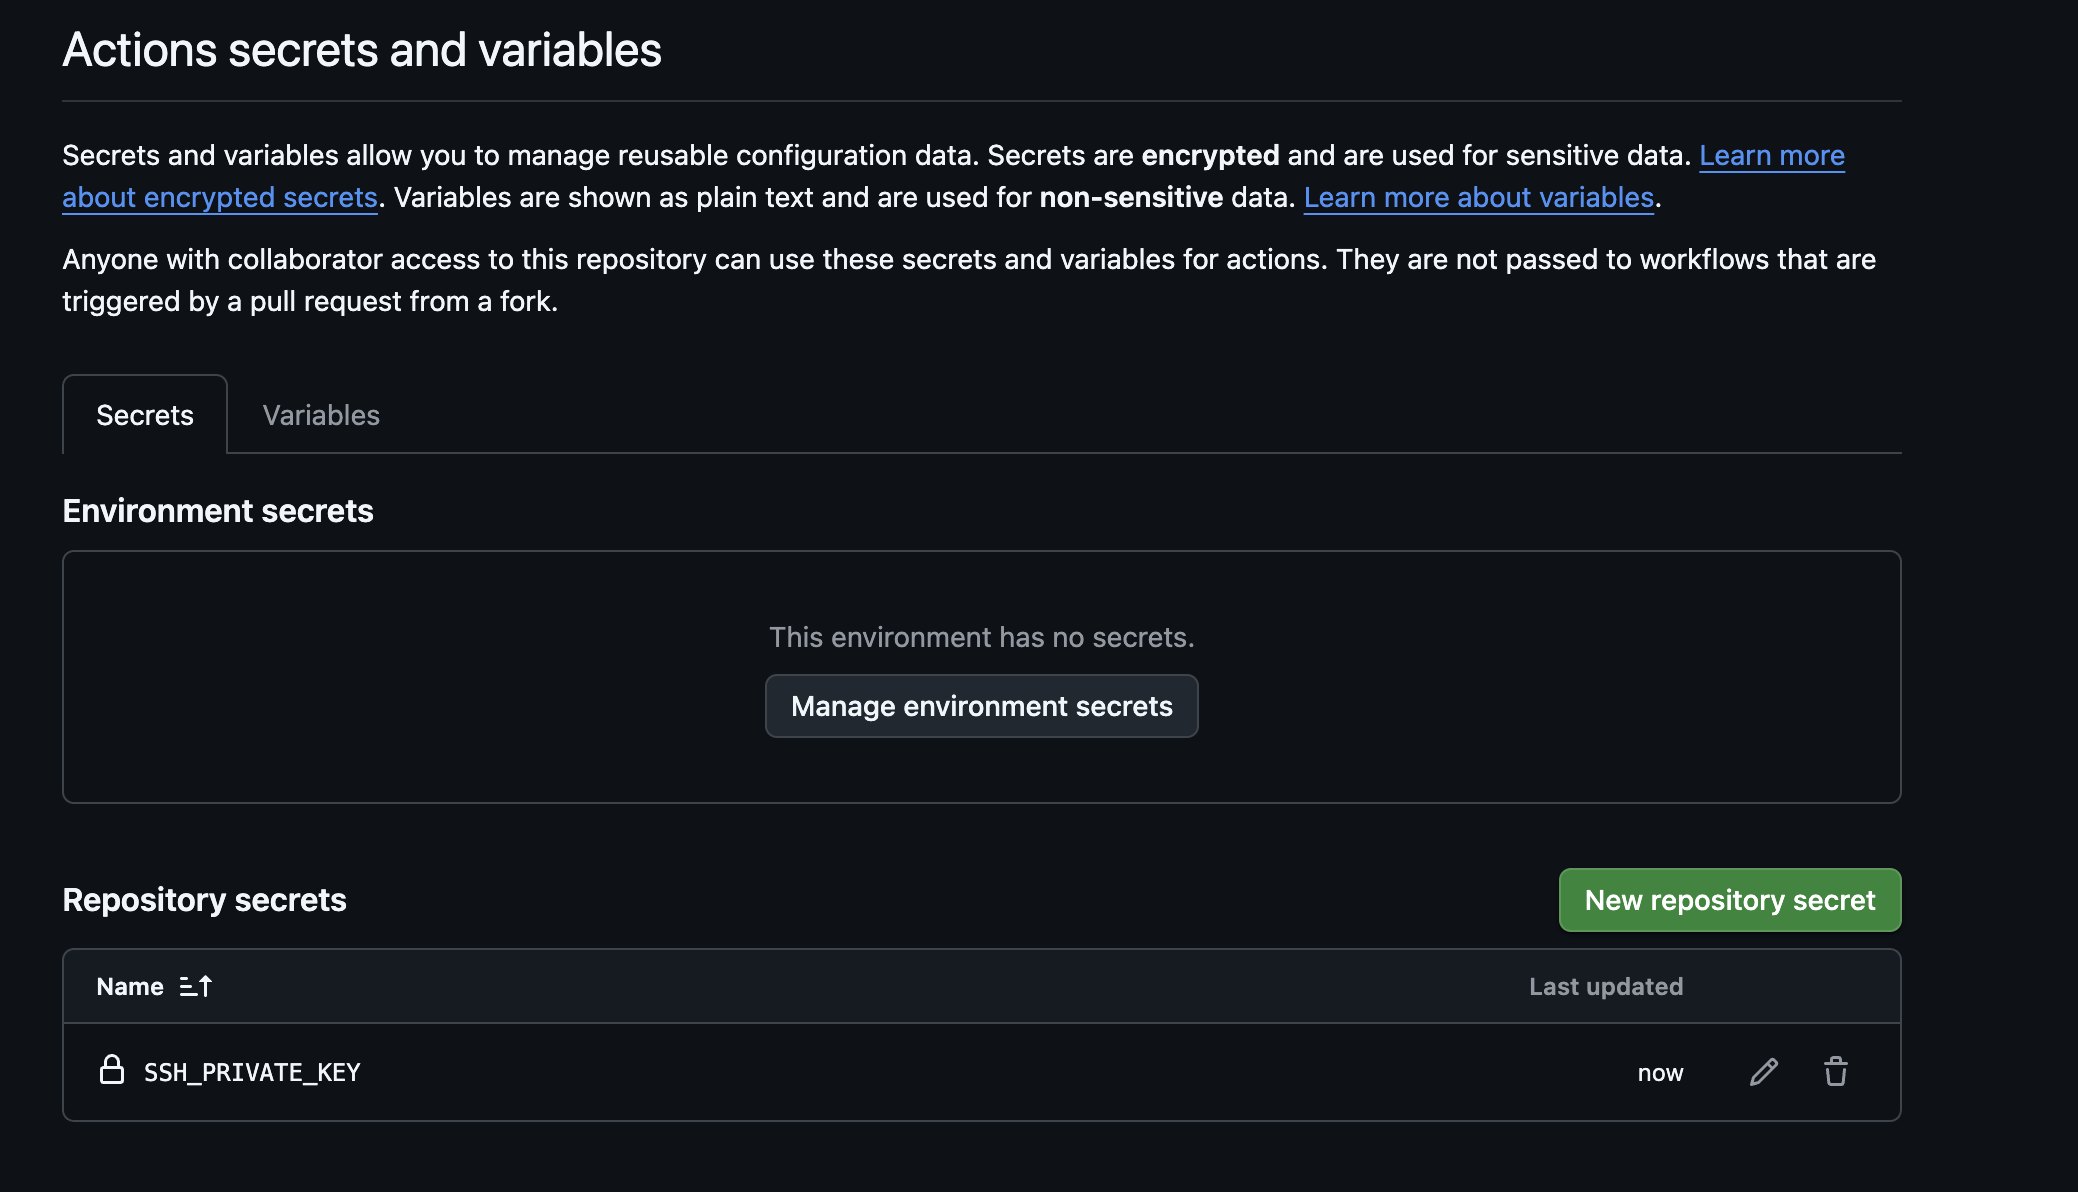 Actions secrets and variables
Secrets and variables allow you to manage reusable configuration data. Secrets are encrypted and are used for sensitive data. Learn more
about encrypted secrets. Variables are shown as plain text and are used for non-sensitive data. Learn more about variables.
Anyone with collaborator access to this repository can use these secrets and variables for actions. They are not passed to workflows that are
triggered by a pull request from a fork.
Secrets Variables
Environment secrets
This environment has no secrets.
Manage environment secrets
Repository secrets New repository secret
Name Last updated
SSH_PRIVATE_KEY now